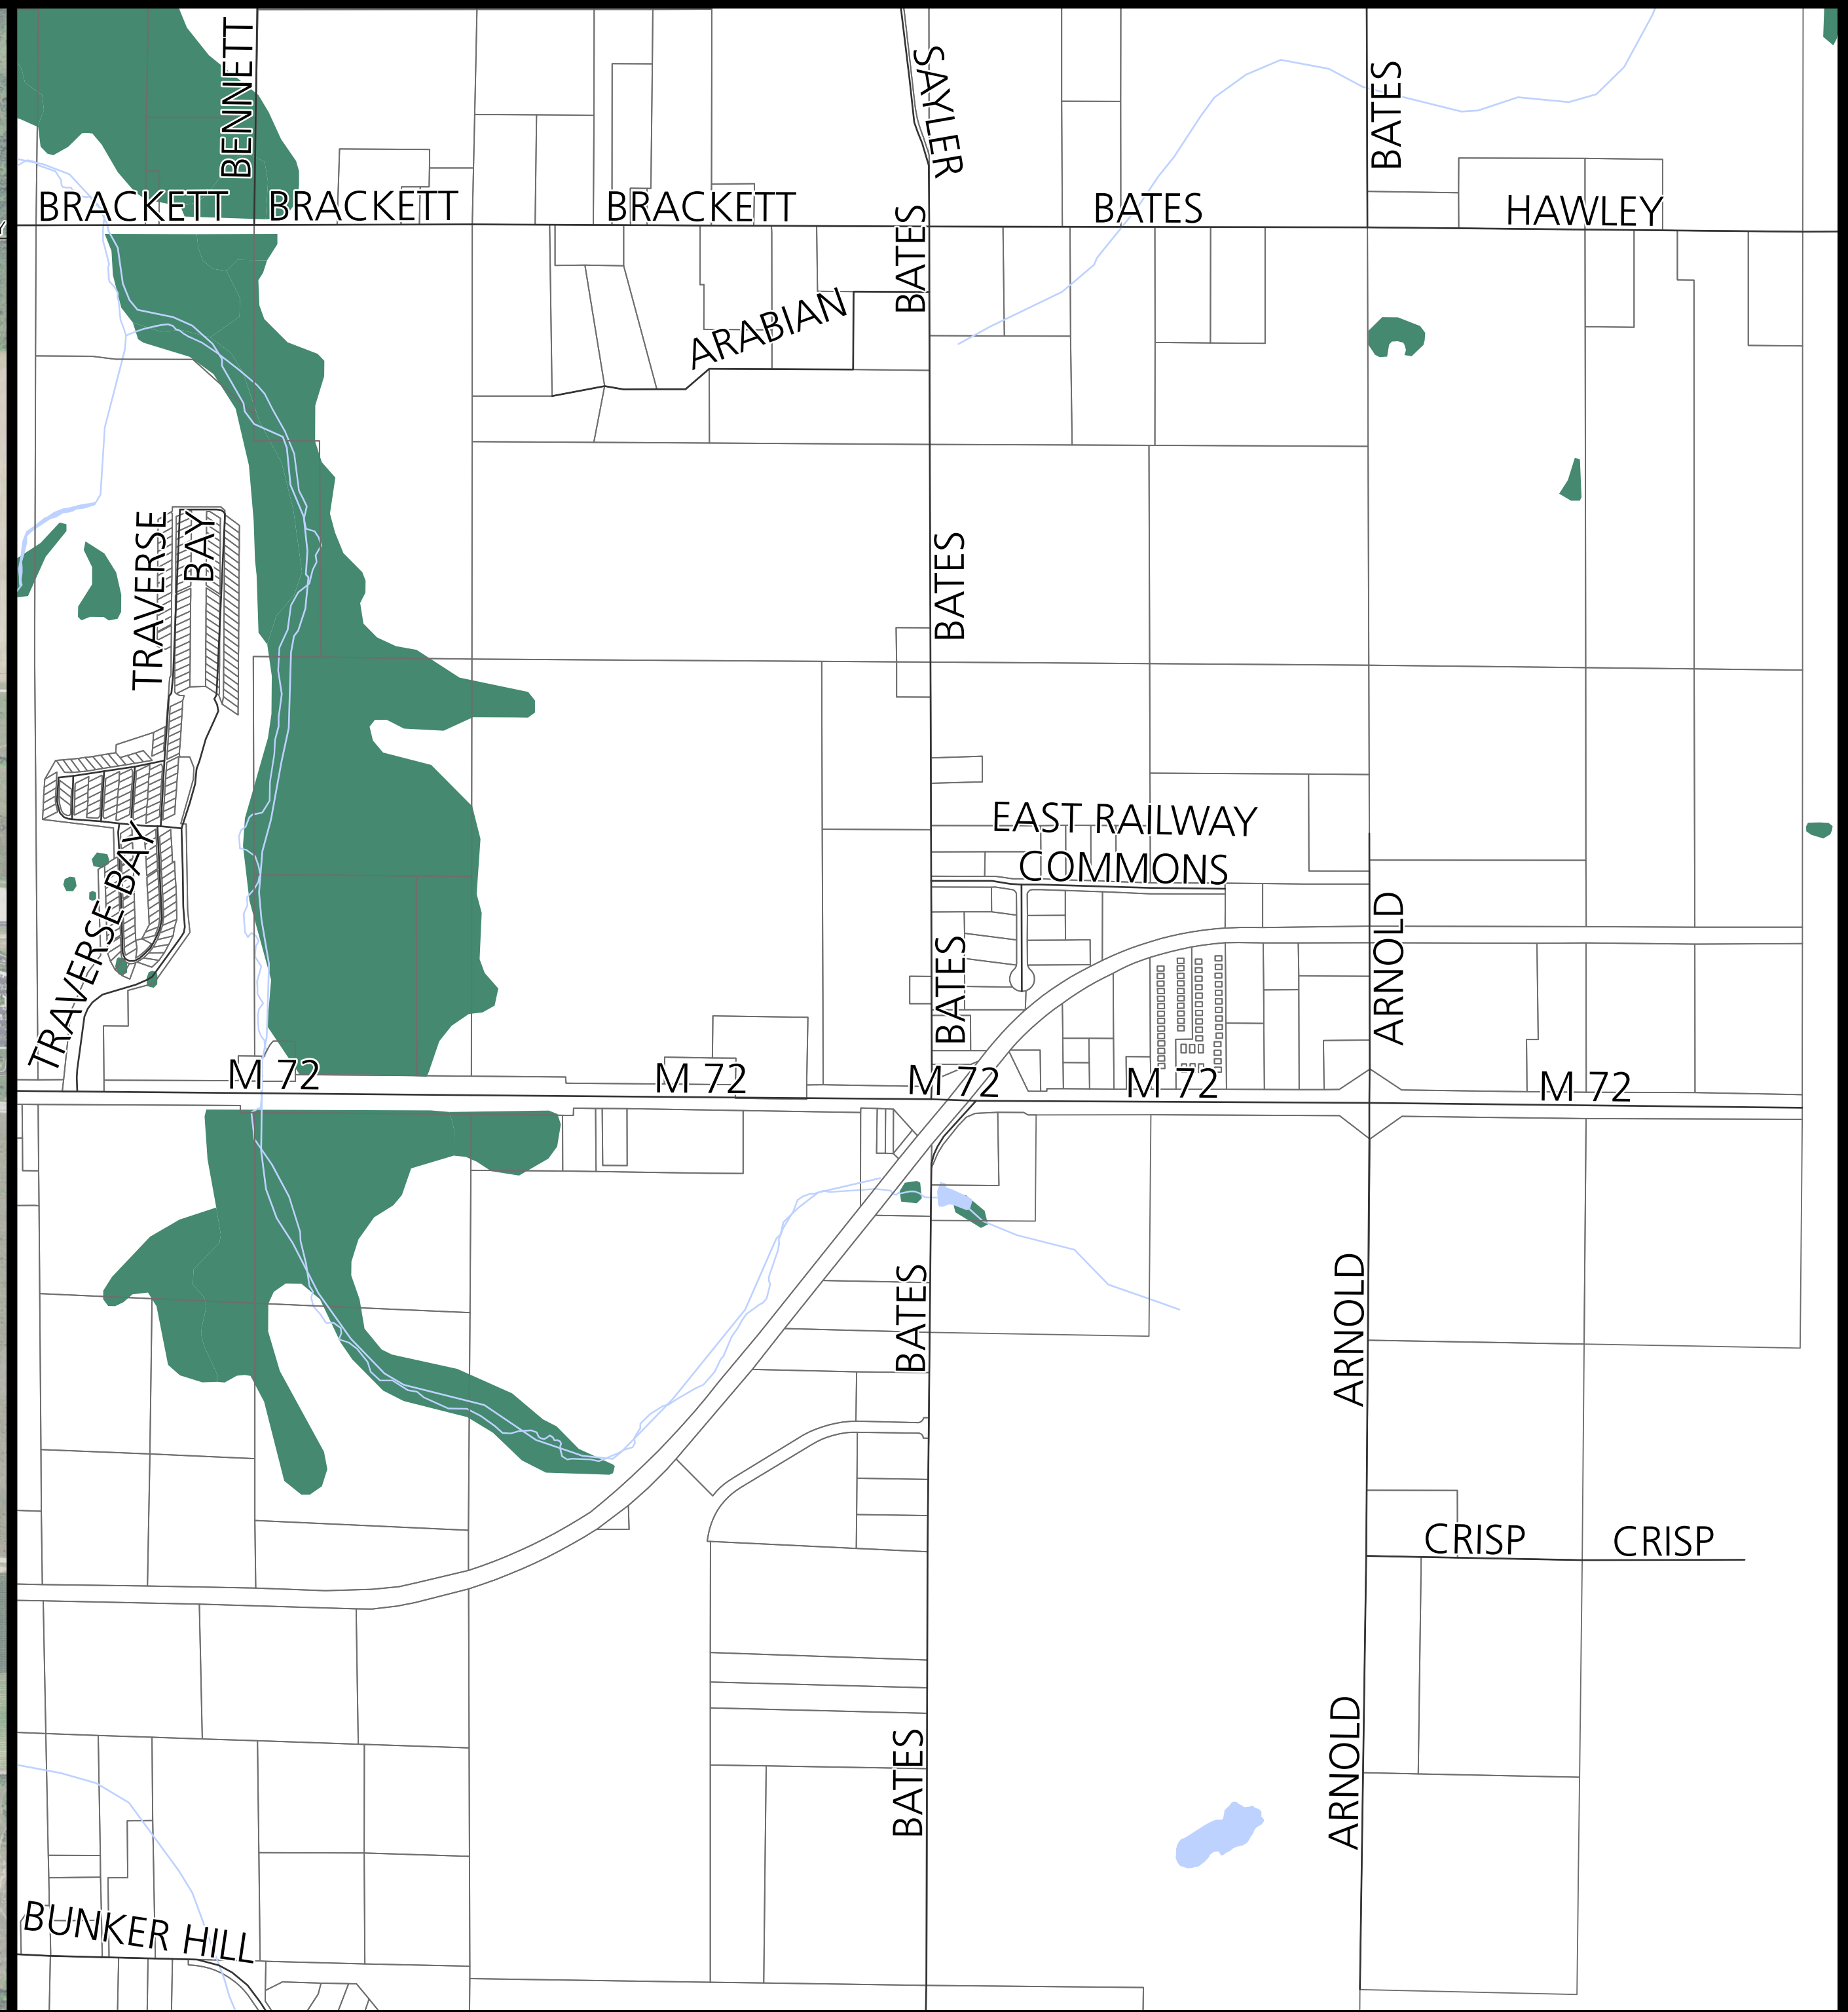 BENNETT
SAYLER
BATES
BRACKETT
BRACKETT
BRACKETT
BATES
HAWLEY
BATES
ARABIAN
TRAVERSE
BAY
BATES
EAST RAILWAY
COMMONS
TRAVERSE BAY
BATES
ARNOLD
M 72
M 72
M 72
M 72
M 72
BATES
ARNOLD
CRISP
CRISP
BATES
ARNOLD
BUNKER HILL